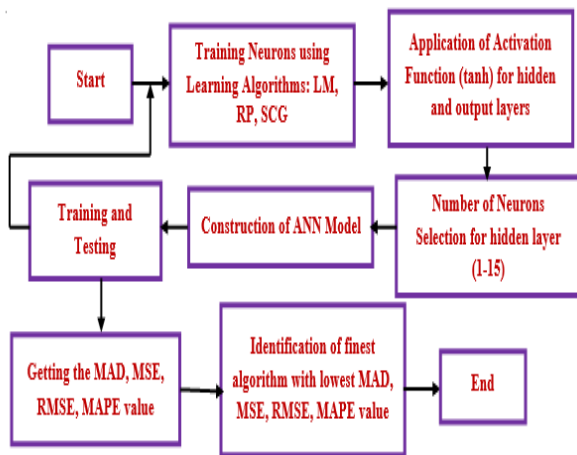 Start
Training Neurons using
Learning Algorithms: LM,
RP, SCG
Application of Activation
Function (tanh) for hidden
and output layers
Number of Neurons
Selection for hidden layer
(1-15)
Construction of ANN Model
Training and
Testing
Getting the MAD, MSE,
RMSE, MAPE value
Identification of finest
algorithm with lowest MAD,
MSE, RMSE, MAPE value
End